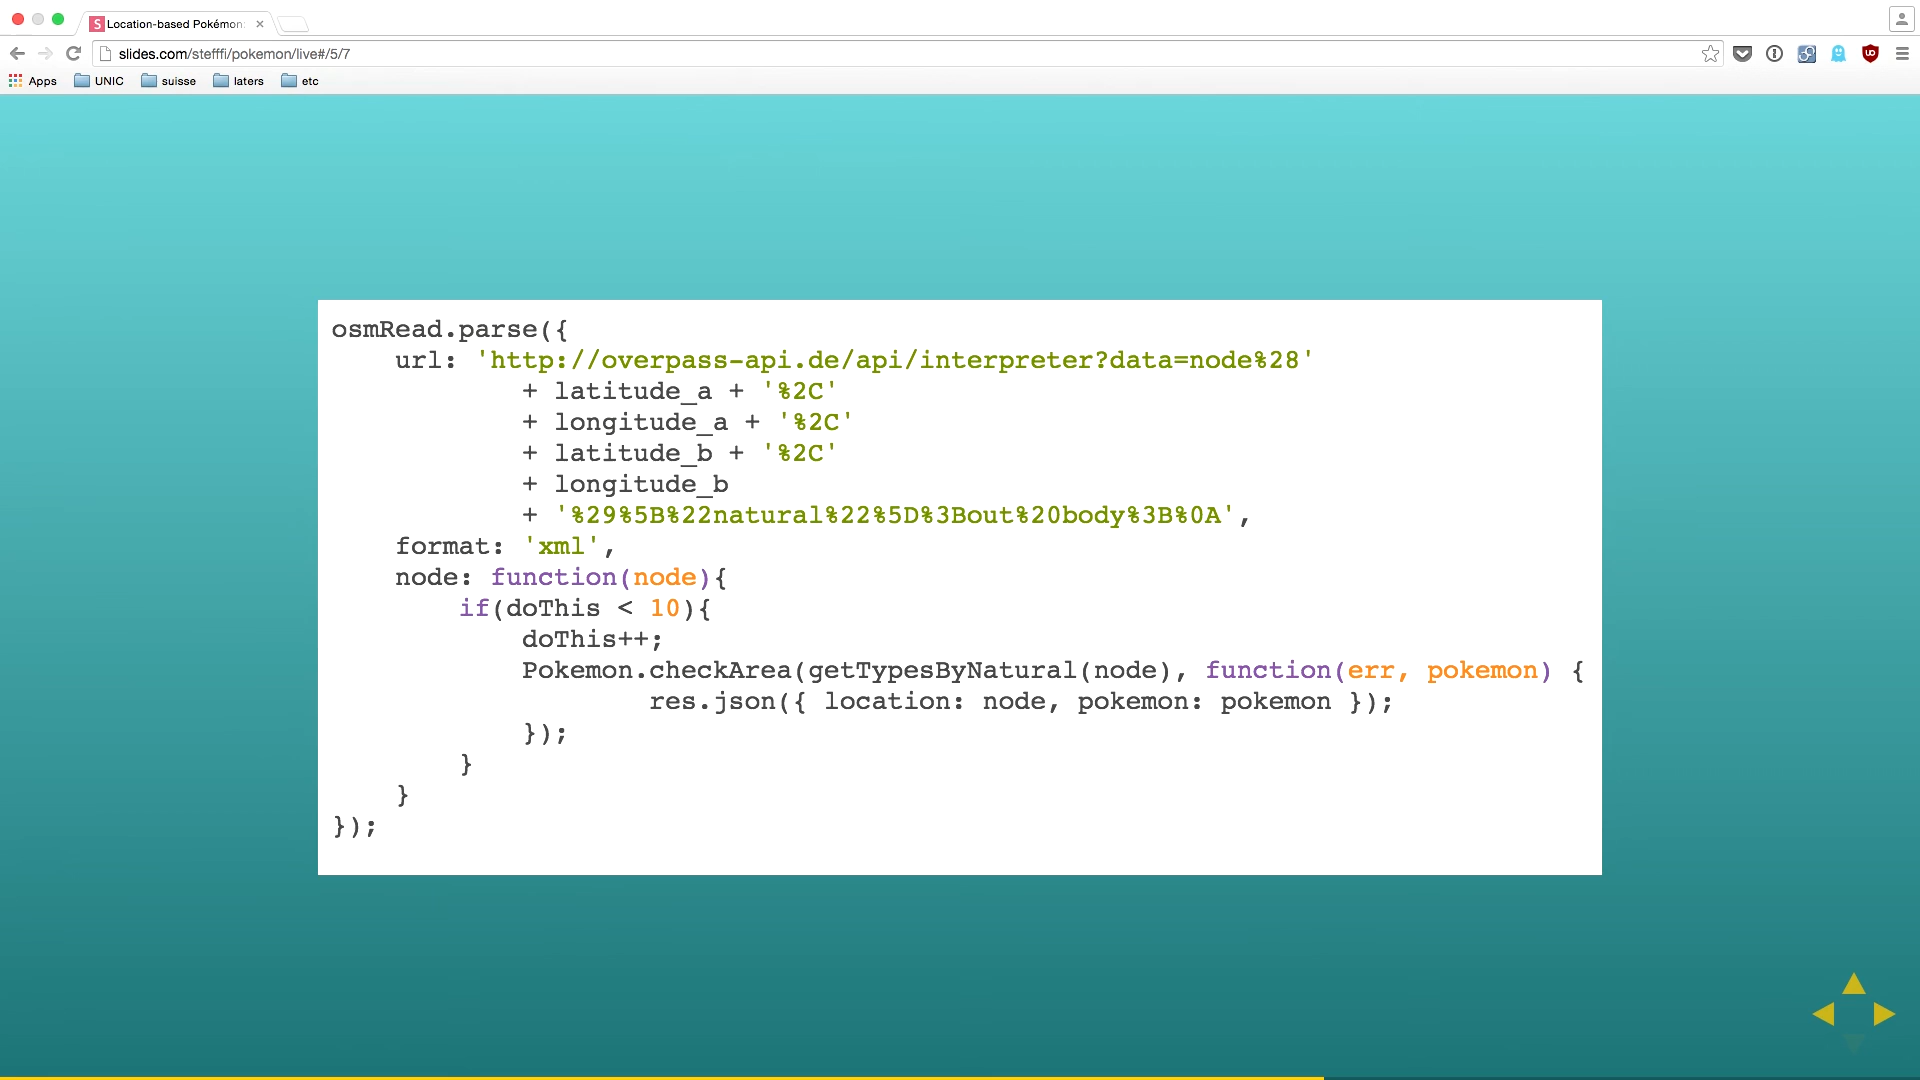 Location-based Pokémon:
slides.com/stefffi/pokemon/live#/5/7
Apps UNIC suisse laters etc
osmRead.parse({
url: 'http://overpass-api.de/api/interpreter?data=node%28'
+ latitude_a + '%2C'
+ longitude_a + '%2C'
+ latitude_b + '%2C'
+ longitude_b
+ '%29%5B%22natural%22%5D%3Bout%20body%3B%0A',
format: 'xml',
node: function(node){
if(doThis < 10){
doThis++;
Pokemon.checkArea(getTypesByNatural(node), function(err, pokemon) {
res.json({ location: node, pokemon: pokemon });
});
}
}
});